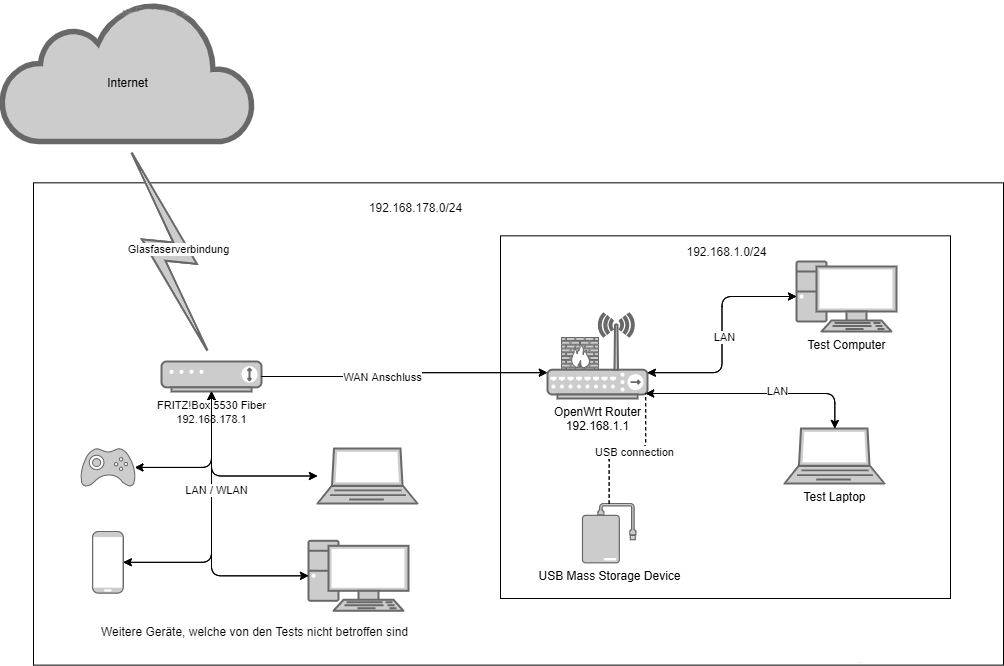 Internet
192.168.178.0/24
Glasfaserverbindung
192.168.1.0/24
LAN
Test Computer
WAN Anschluss
FRITZ!Box 5530 Fiber
192.168.178.1
OpenWrt Router
192.168.1.1
LAN
USB connection
Test Laptop
LAN / WLAN
USB Mass Storage Device
Weitere Geräte, welche von den Tests nicht betroffen sind